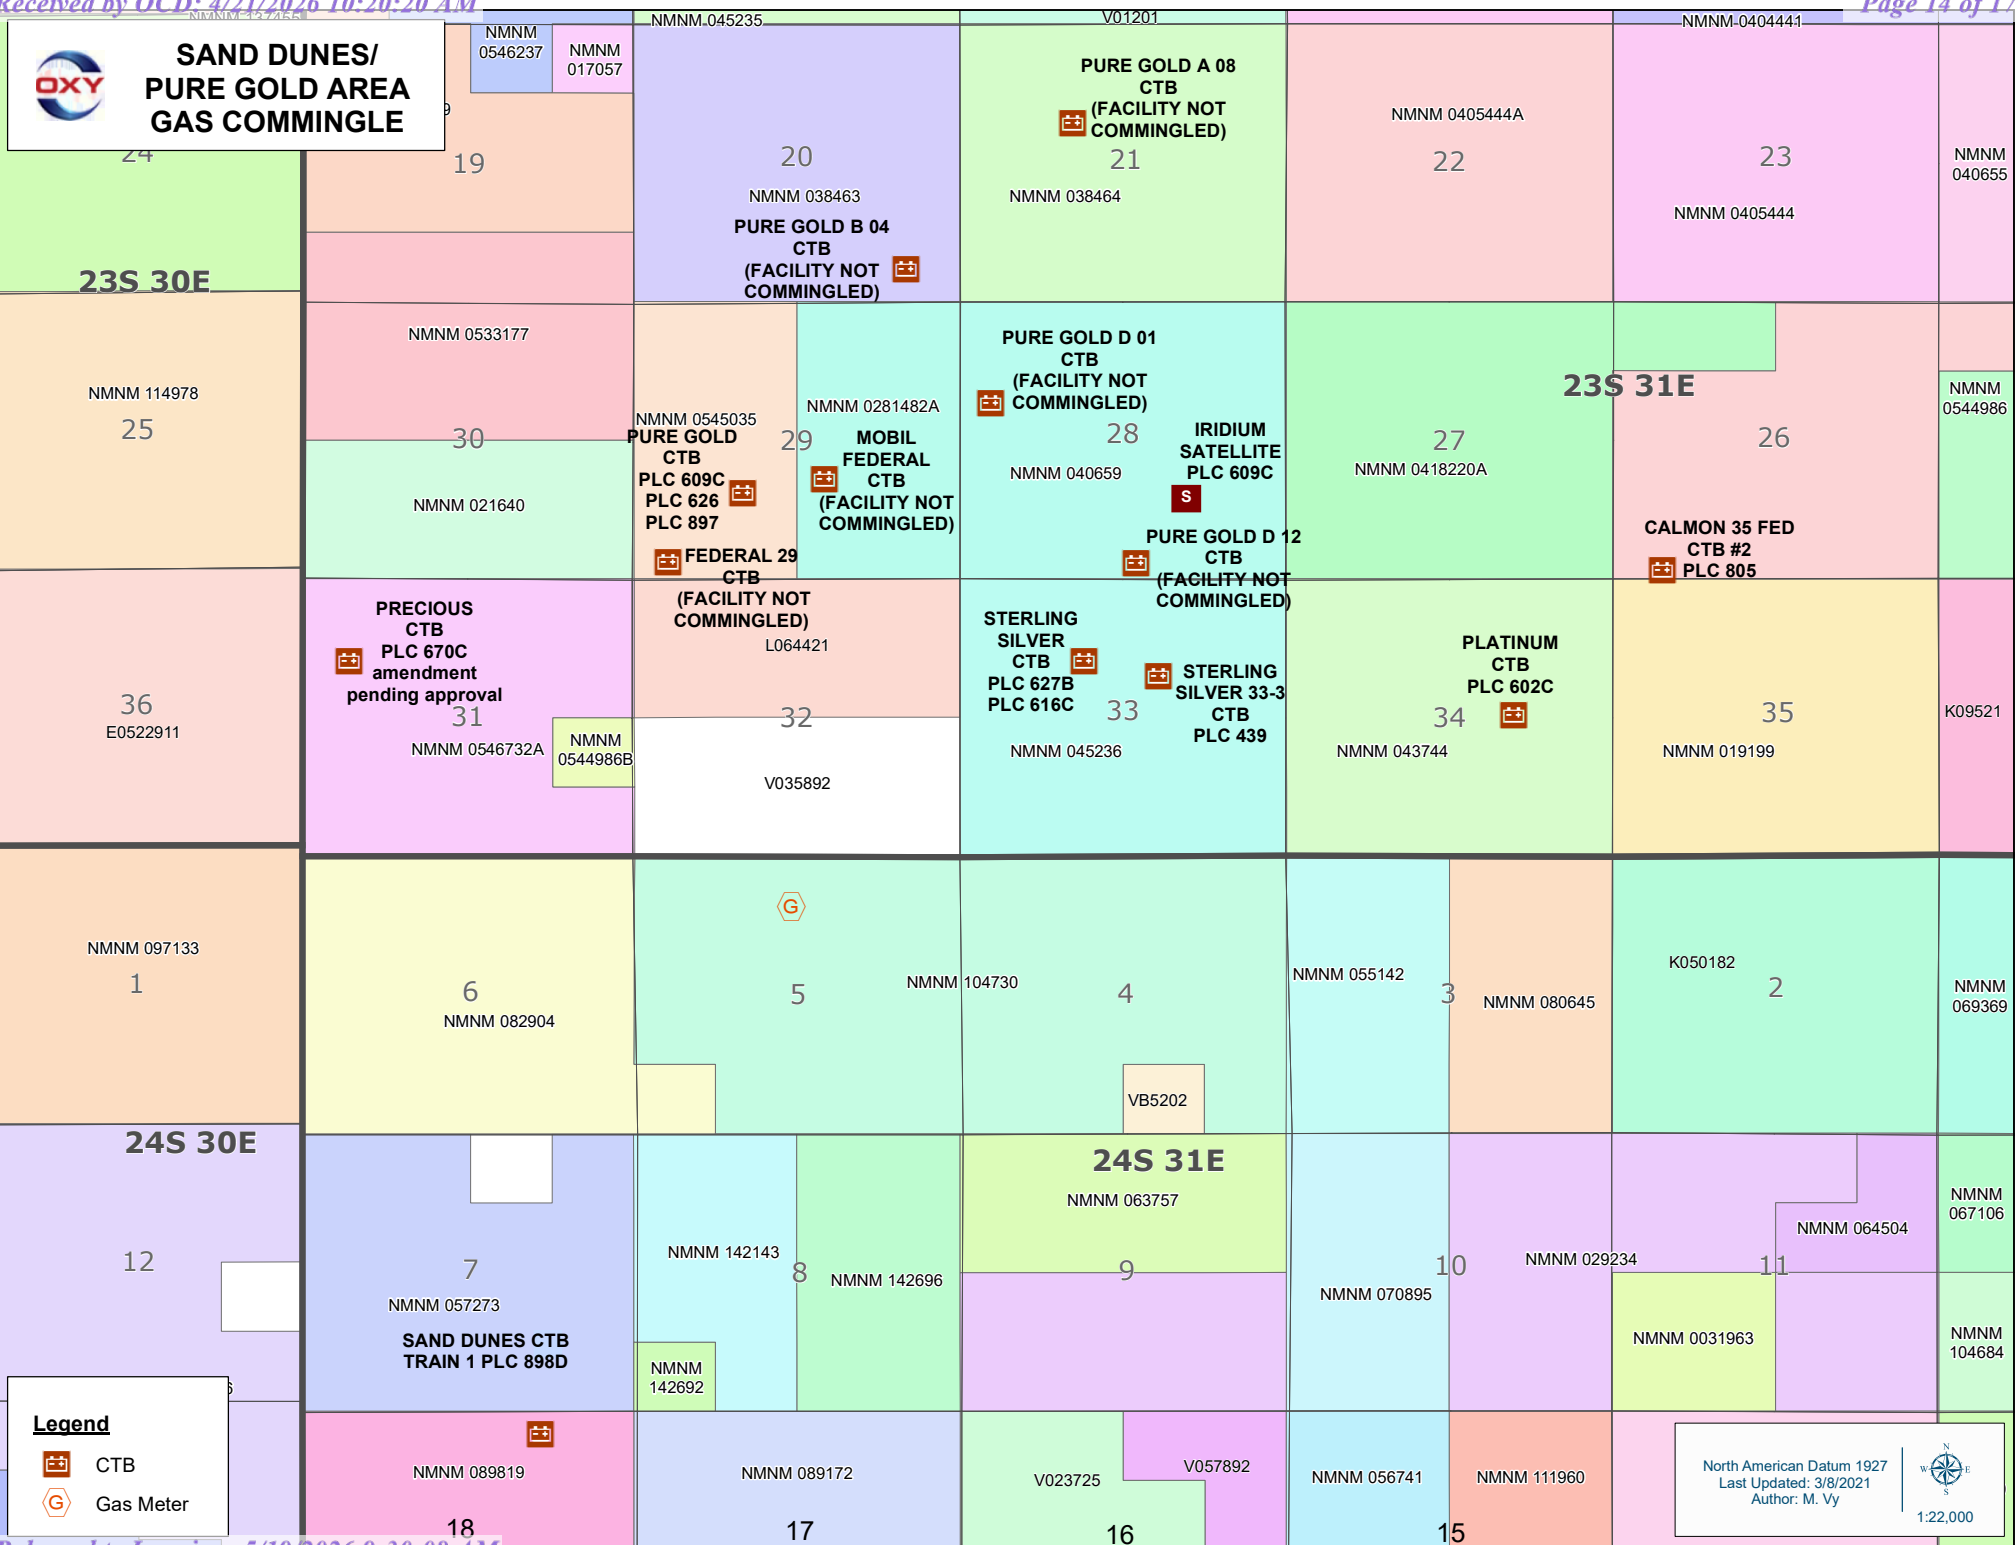 Received by OCD: 4/21/2026 10:20:20 AM
Page 14 of 17
NMNM 137455
NMNM 045235
V01201
NMNM 0404441
OXY
SAND DUNES/
PURE GOLD AREA
GAS COMMINGLE
NMNM
0546237
NMNM
017057
9
24
19
23S 30E
20
NMNM 038463
PURE GOLD B 04
CTB
(FACILITY NOT
COMMINGLED)
PURE GOLD A 08
CTB
(FACILITY NOT
COMMINGLED)
21
NMNM 038464
NMNM 0405444A
22
23
NMNM 0405444
NMNM
040655
NMNM 114978
25
NMNM 0533177
30
NMNM 021640
NMNM 0545035
PURE GOLD
CTB
PLC 609C
PLC 626
PLC 897
FEDERAL 29
CTB
(FACILITY NOT
COMMINGLED)
29
NMNM 0281482A
MOBIL
FEDERAL
CTB
(FACILITY NOT
COMMINGLED)
PURE GOLD D 01
CTB
(FACILITY NOT
COMMINGLED)
28
NMNM 040659
IRIDIUM
SATELLITE
PLC 609C
S
PURE GOLD D 12
CTB
(FACILITY NOT
COMMINGLED)
23S 31E
27
NMNM 0418220A
26
CALMON 35 FED
CTB #2
PLC 805
NMNM
0544986
36
E0522911
PRECIOUS
CTB
PLC 670C
amendment
pending approval
31
NMNM 0546732A
NMNM
0544986B
L064421
32
V035892
STERLING
SILVER
CTB
PLC 627B
PLC 616C
33
NMNM 045236
STERLING
SILVER 33-3
CTB
PLC 439
PLATINUM
CTB
PLC 602C
34
NMNM 043744
35
NMNM 019199
K09521
NMNM 097133
1
6
NMNM 082904
G
5
NMNM 104730
4
VB5202
NMNM 055142
3
NMNM 080645
K050182
2
NMNM
069369
24S 30E
12
7
NMNM 057273
SAND DUNES CTB
TRAIN 1 PLC 898D
NMNM 142143
8
NMNM 142696
NMNM
142692
24S 31E
NMNM 063757
9
10
NMNM 070895
NMNM 029234
11
NMNM 064504
NMNM 0031963
NMNM
067106
NMNM
104684
Legend
CTB
G
Gas Meter
NMNM 089819
18
NMNM 089172
17
V023725
V057892
16
NMNM 056741
NMNM 111960
15
North American Datum 1927
Last Updated: 3/8/2021
Author: M. Vy
N
W
E
S
1:22,000